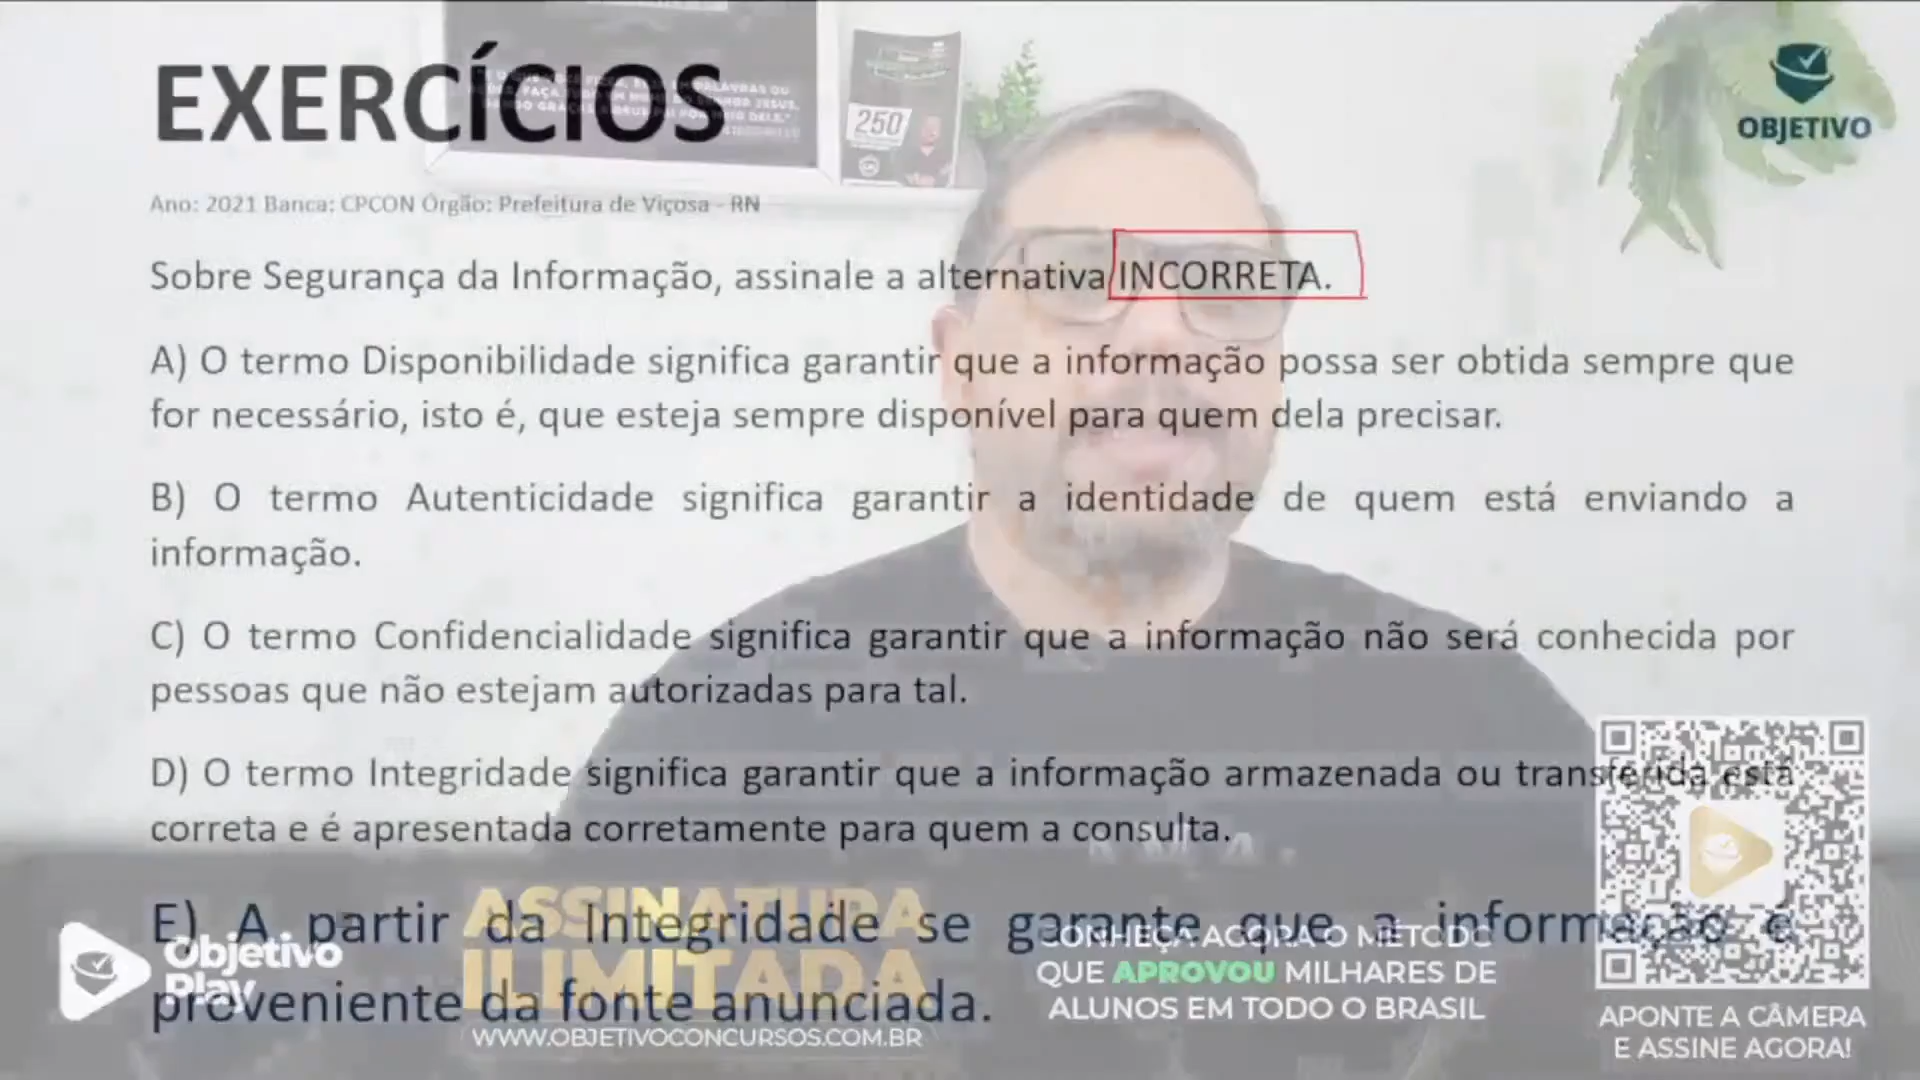 EXERCÍCIOS
OBJETIVO
250
Ano: 2021 Banca: CPCON Órgão: Prefeitura de Viçosa - RN
Sobre Segurança da Informação, assinale a alternativa INCORRETA.
A) O termo Disponibilidade significa garantir que a informação possa ser obtida sempre que
for necessário, isto é, que esteja sempre disponível para quem dela precisar.
B) O termo Autenticidade significa garantir a identidade de quem está enviando a
informação.
C) O termo Confidencialidade significa garantir que a informação não será conhecida por
pessoas que não estejam autorizadas para tal.
D) O termo Integridade significa garantir que a informação armazenada ou transferida está
correta e é apresentada corretamente para quem a consulta.
E) A partir da Integridade se garante que a informação é
proveniente da fonte anunciada.
Objetivo
Play
ASSINATURA
ILIMITADA
WWW.OBJETIVOCONCURSOS.COM.BR
CONHEÇA AGORA O MÉTODO
QUE APROVOU MILHARES DE
ALUNOS EM TODO O BRASIL
APONTE A CÂMERA
E ASSINE AGORA!